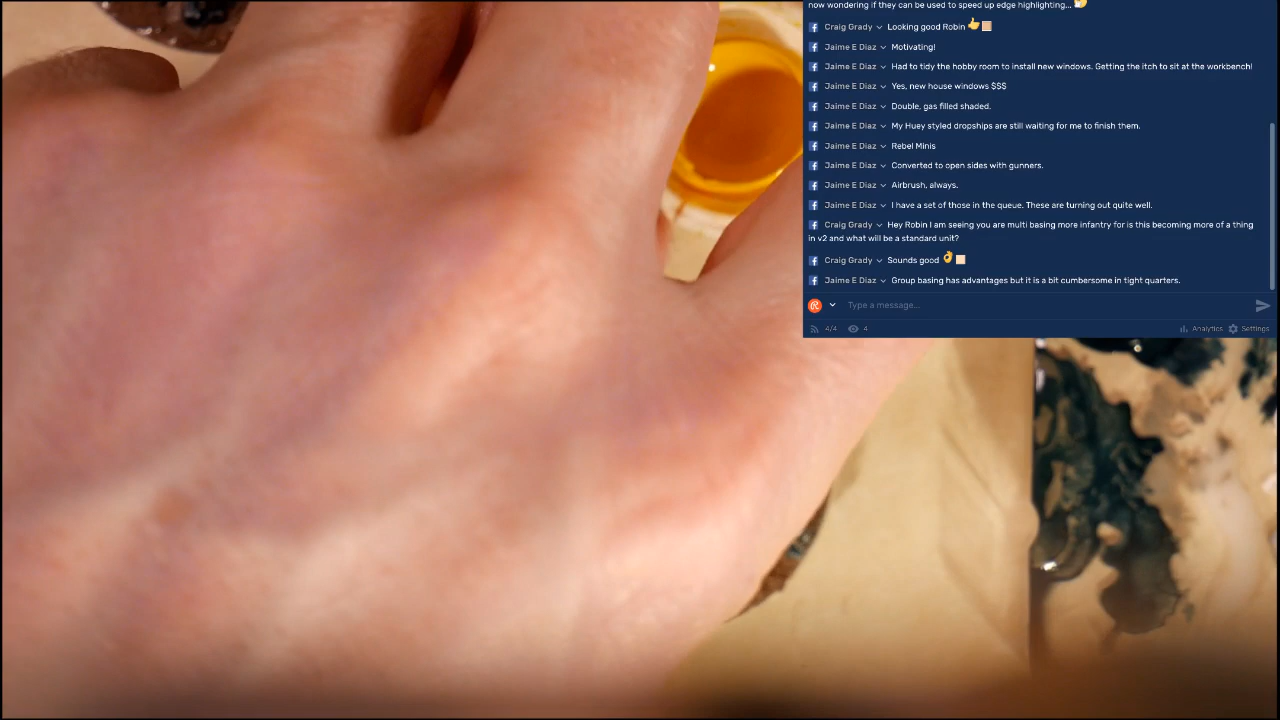 now wondering if they can be used to speed up edge highlighting...
Craig Grady Looking good Robin 👍🏻
Jaime E Diaz Motivating!
Jaime E Diaz Had to tidy the hobby room to install new windows. Getting the itch to sit at the workbench!
Jaime E Diaz Yes, new house windows $$$
Jaime E Diaz Double, gas filled shaded.
Jaime E Diaz My Huey styled dropships are still waiting for me to finish them.
Jaime E Diaz Rebel Minis
Jaime E Diaz Converted to open sides with gunners.
Jaime E Diaz Airbrush, always.
Jaime E Diaz I have a set of those in the queue. These are turning out quite well.
Craig Grady Hey Robin I am seeing you are multi basing more infantry for is this becoming more of a thing
in v2 and what will be a standard unit?
Craig Grady Sounds good 👌🏻
Jaime E Diaz Group basing has advantages but it is a bit cumbersome in tight quarters.
Type a message...
4/4 4 Analytics Settings